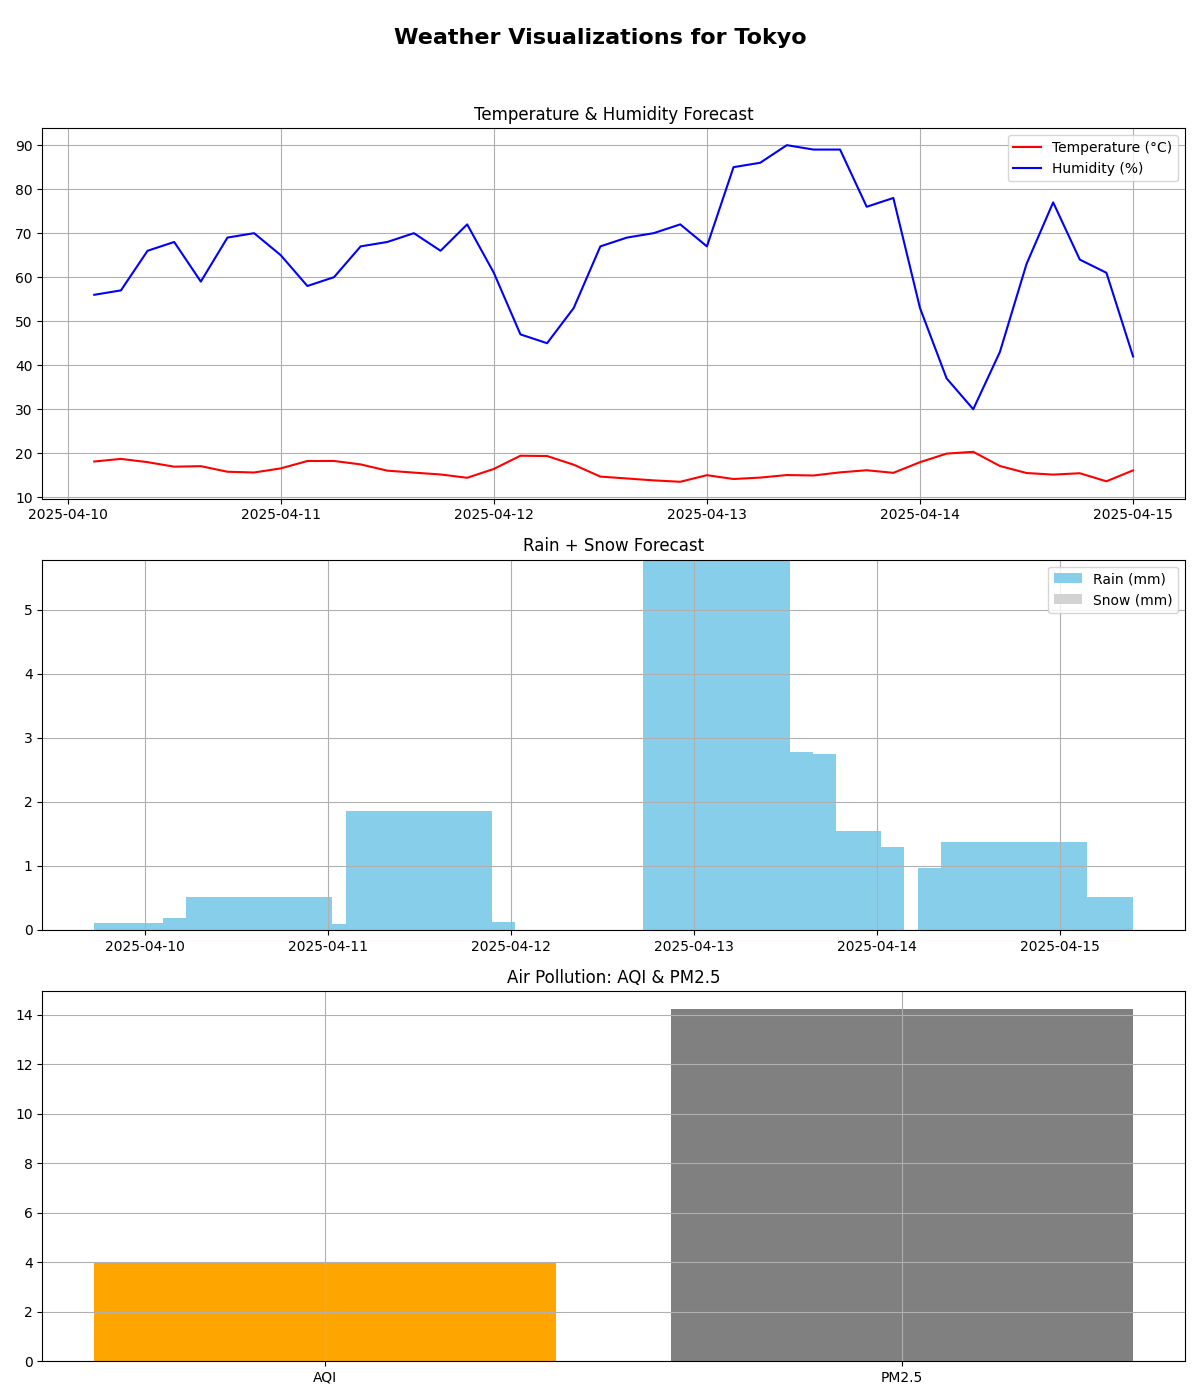 Weather Visualizations for Tokyo
Temperature & Humidity Forecast
Temperature (°C)
Humidity (%)
90
80
70
60
50
40
30
20
10
2025-04-10 2025-04-11 2025-04-12 2025-04-13 2025-04-14 2025-04-15
Rain + Snow Forecast
Rain (mm)
Snow (mm)
5
4
3
2
1
0
2025-04-10 2025-04-11 2025-04-12 2025-04-13 2025-04-14 2025-04-15
Air Pollution: AQI & PM2.5
14
12
10
8
6
4
2
0
AQI PM2.5